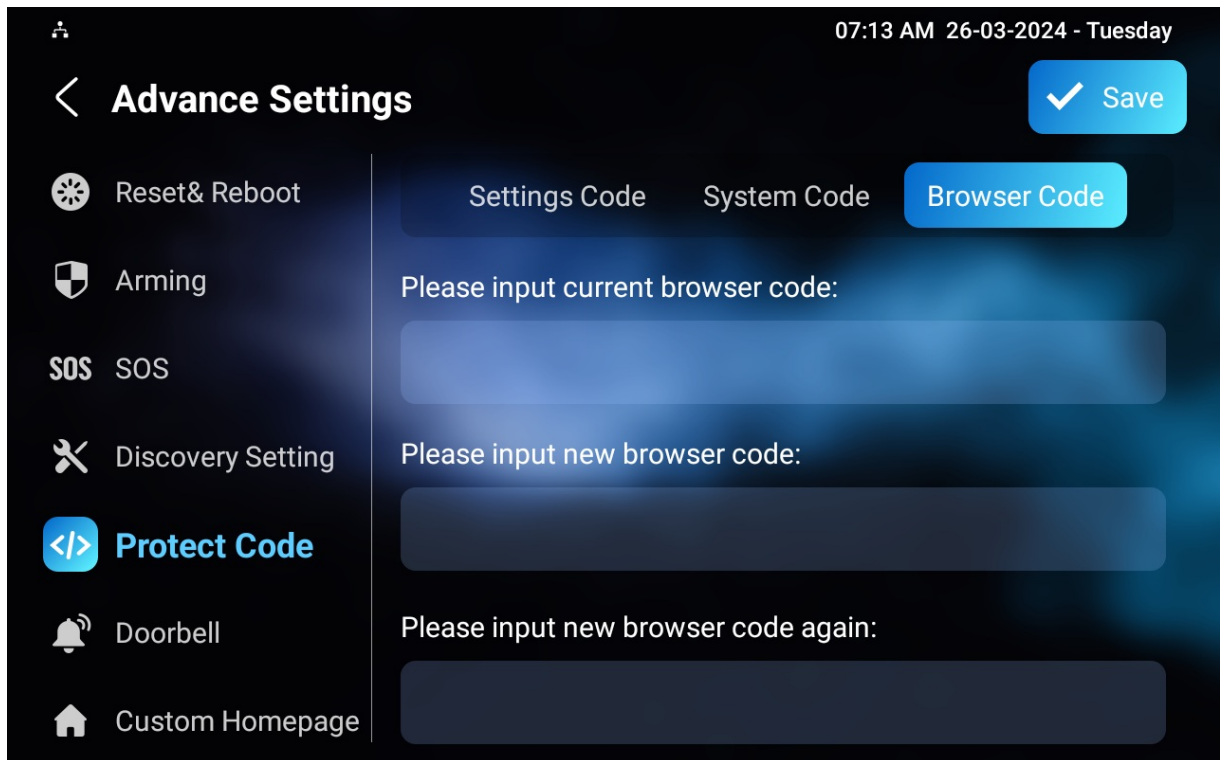 07:13 AM 26-03-2024 - Tuesday
Advance Settings
Save
Reset& Reboot
Arming
SOS SOS
Discovery Setting
</> Protect Code
Doorbell
Custom Homepage
Settings Code System Code Browser Code
Please input current browser code:
Please input new browser code:
Please input new browser code again: